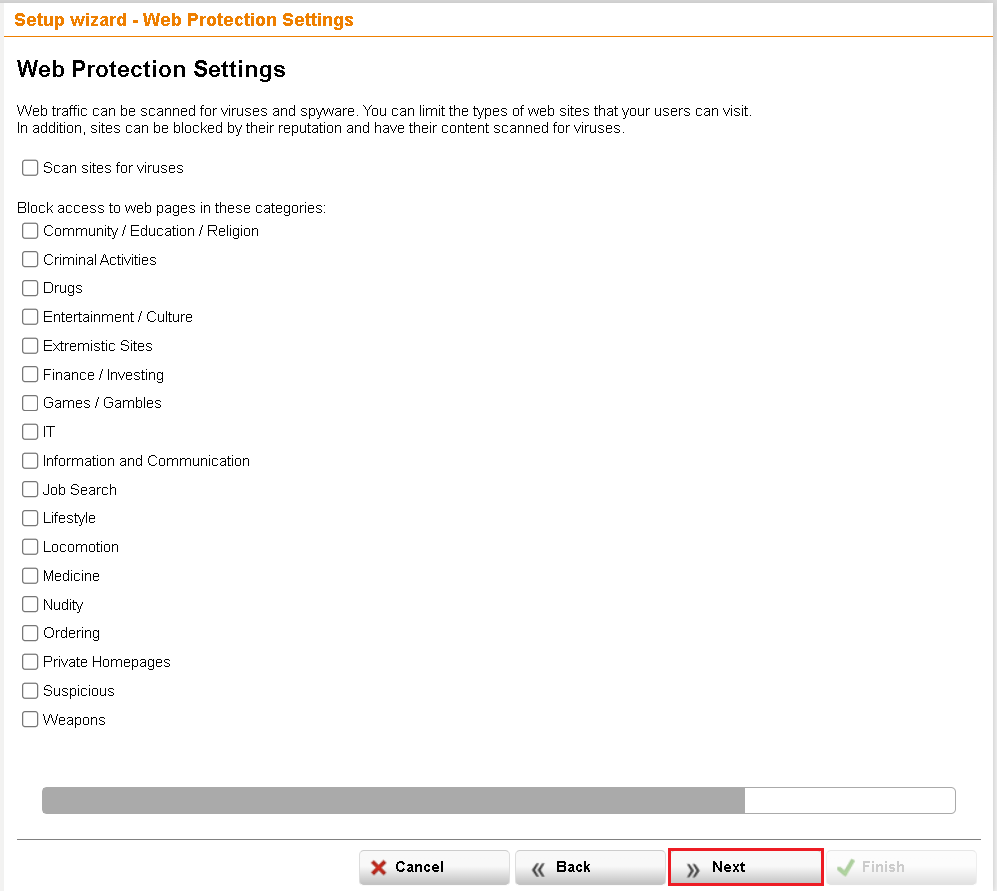 Setup wizard - Web Protection Settings
Web Protection Settings
Web traffic can be scanned for viruses and spyware. You can limit the types of web sites that your users can visit.
In addition, sites can be blocked by their reputation and have their content scanned for viruses.
Scan sites for viruses
Block access to web pages in these categories:
Community / Education / Religion
Criminal Activities
Drugs
Entertainment / Culture
Extremistic Sites
Finance / Investing
Games / Gambles
IT
Information and Communication
Job Search
Lifestyle
Locomotion
Medicine
Nudity
Ordering
Private Homepages
Suspicious
Weapons
Cancel Back Next Finish